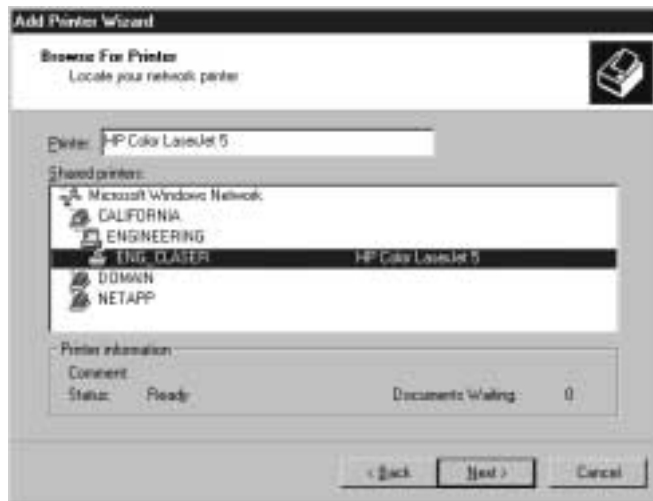 Add Printer Wizard
Browse For Printer
Locate your network printer
Printer: HP Color LaserJet 5
Shared printers:
Microsoft Windows Network
CALIFORNIA
ENGINEERING
ENG_CLASER HP Color LaserJet 5
DOMAIN
NETAPP
Printer information
Comment:
Status: Ready Documents Waiting: 0
< Back Next > Cancel